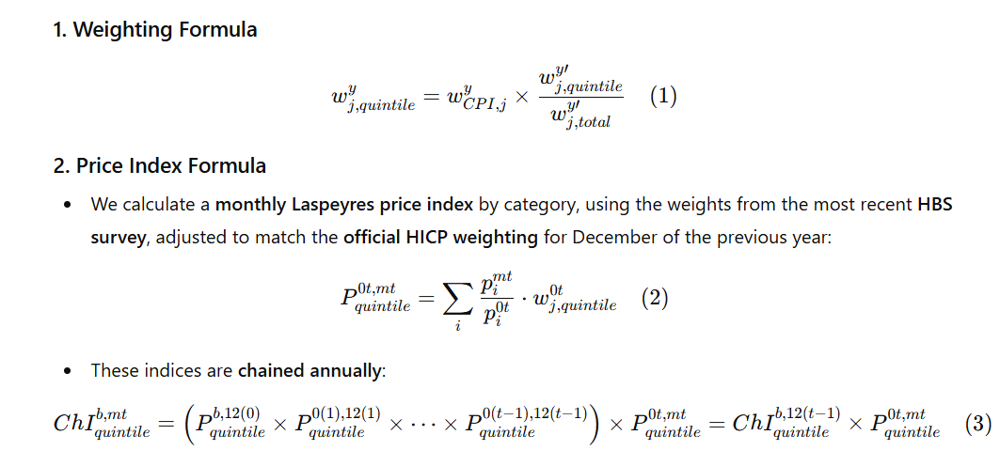 1. Weighting Formula
$w^{y}_{j,quintile} = w^{y}_{CPI,j} \times \frac{w^{y\prime}_{j,quintile}}{w^{y\prime}_{j,total}} \quad (1)$
2. Price Index Formula
• We calculate a monthly Laspeyres price index by category, using the weights from the most recent HBS
survey, adjusted to match the official HICP weighting for December of the previous year:
$P^{0t,mt}_{quintile} = \sum_{i} \frac{p^{mt}_{i}}{p^{0t}_{i}} \cdot w^{0t}_{j,quintile} \quad (2)$
• These indices are chained annually:
$ChI^{b,mt}_{quintile} = \left( P^{b,12(0)}_{quintile} \times P^{0(1),12(1)}_{quintile} \times \cdots \times P^{0(t-1),12(t-1)}_{quintile} \right) \times P^{0t,mt}_{quintile} = ChI^{b,12(t-1)}_{quintile} \times P^{0t,mt}_{quintile} \quad (3)$